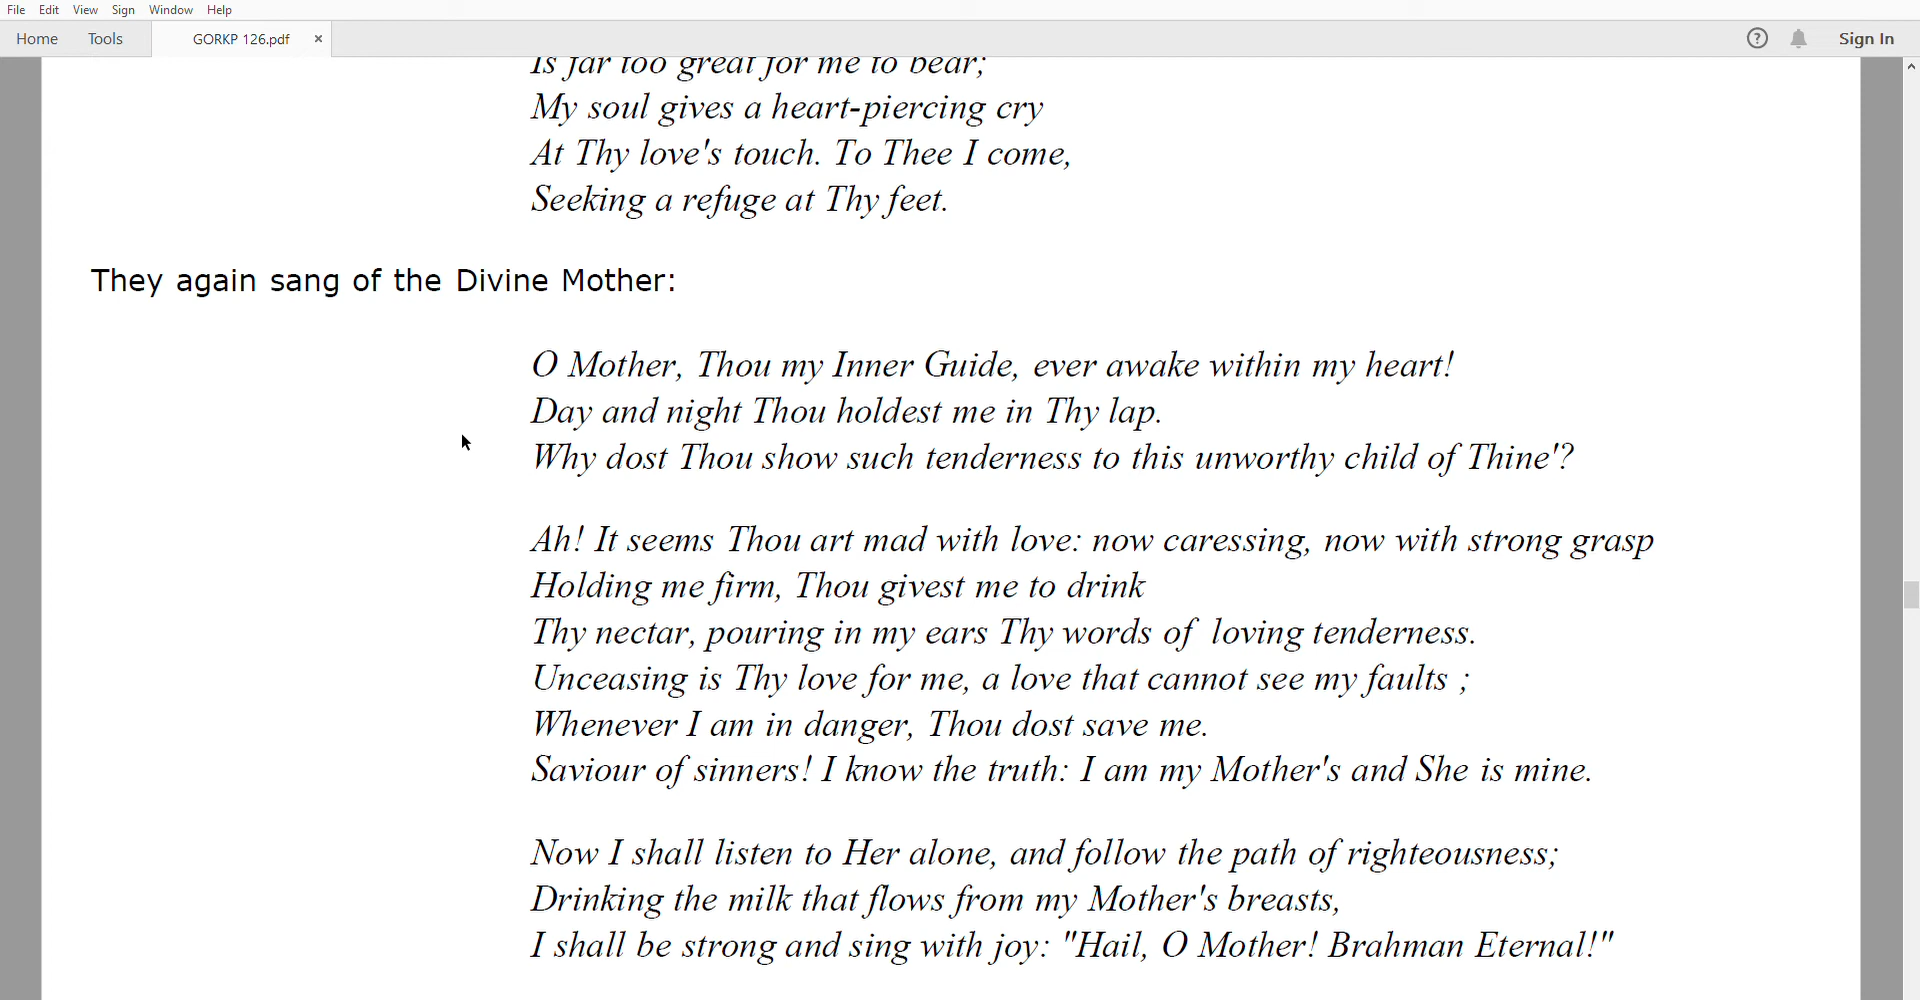 File Edit View Sign Window Help
Home Tools GORKP 126.pdf × ? Sign In
Is far too great for me to bear;
My soul gives a heart-piercing cry
At Thy love's touch. To Thee I come,
Seeking a refuge at Thy feet.
They again sang of the Divine Mother:
O Mother, Thou my Inner Guide, ever awake within my heart!
Day and night Thou holdest me in Thy lap.
Why dost Thou show such tenderness to this unworthy child of Thine'?
Ah! It seems Thou art mad with love: now caressing, now with strong grasp
Holding me firm, Thou givest me to drink
Thy nectar, pouring in my ears Thy words of loving tenderness.
Unceasing is Thy love for me, a love that cannot see my faults ;
Whenever I am in danger, Thou dost save me.
Saviour of sinners! I know the truth: I am my Mother's and She is mine.
Now I shall listen to Her alone, and follow the path of righteousness;
Drinking the milk that flows from my Mother's breasts,
I shall be strong and sing with joy: "Hail, O Mother! Brahman Eternal!"